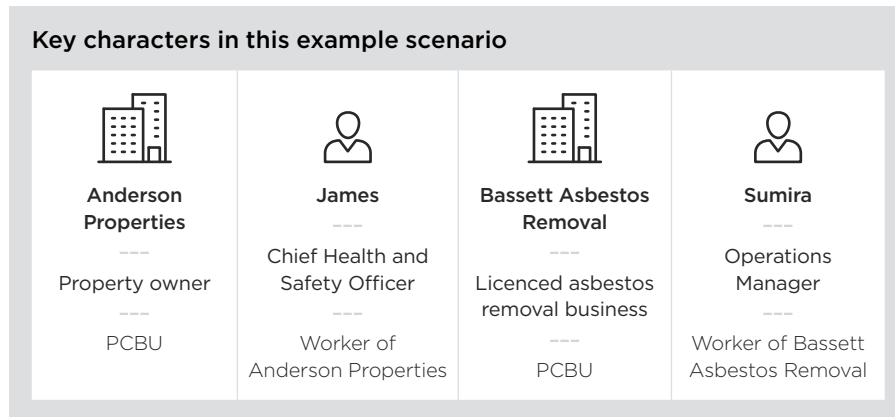 Key characters in this example scenario
Anderson
Properties
---
Property owner
---
PCBU
James
---
Chief Health and
Safety Officer
---
Worker of
Anderson Properties
Bassett Asbestos
Removal
---
Licenced asbestos
removal business
---
PCBU
Sumira
---
Operations
Manager
---
Worker of Bassett
Asbestos Removal